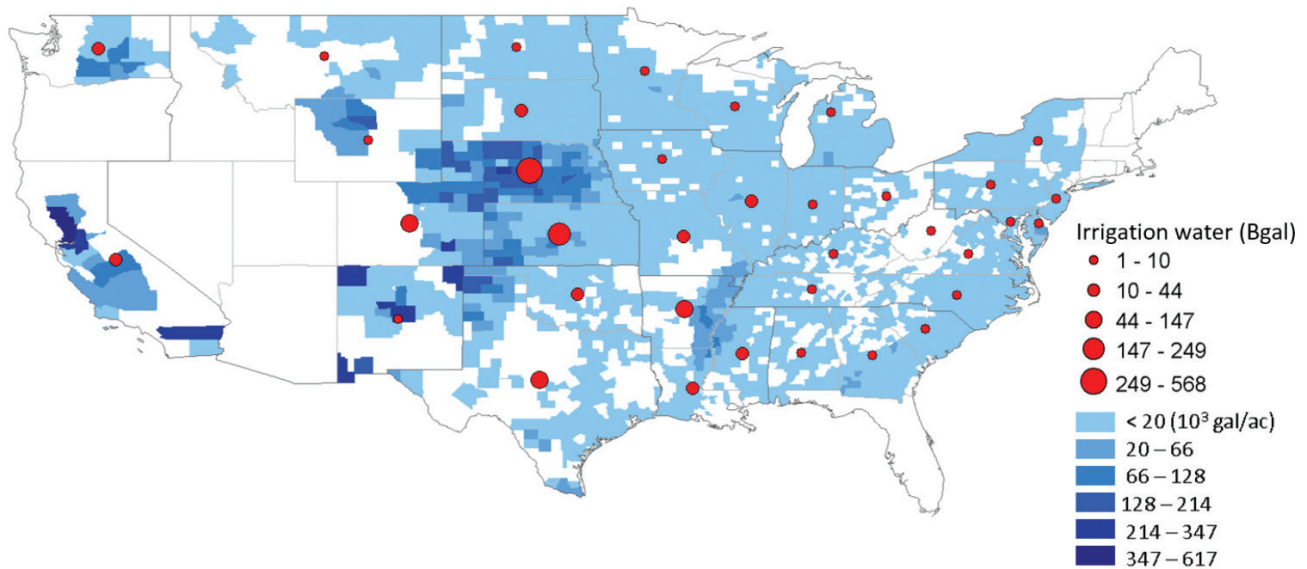 Irrigation water (Bgal)
1 - 10
10 - 44
44 - 147
147 - 249
249 - 568
< 20 (10³ gal/ac)
20 – 66
66 – 128
128 – 214
214 – 347
347 – 617